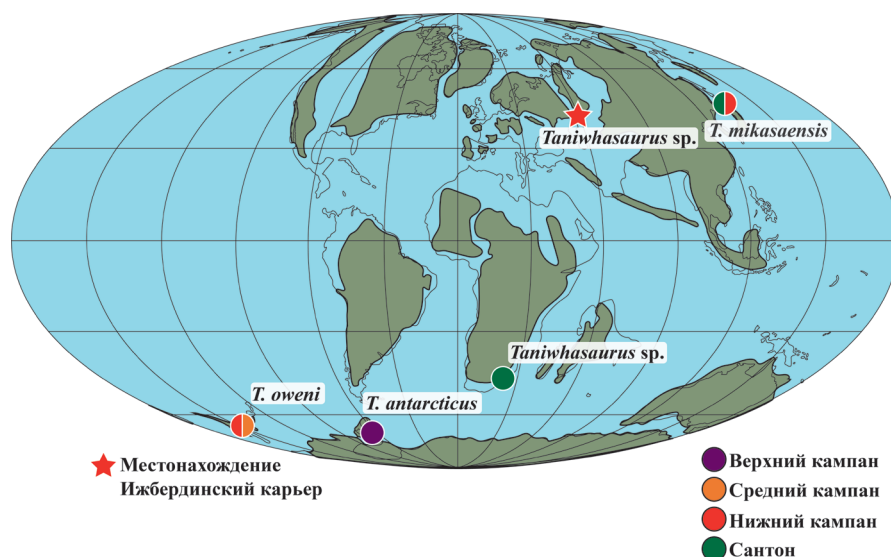 Taniwhasaurus sp.
T. mikasaensis
Taniwhasaurus sp.
T. oweni
T. antarcticus
Местонахождение
Ижбердинский карьер
Верхний кампан
Средний кампан
Нижний кампан
Сантон